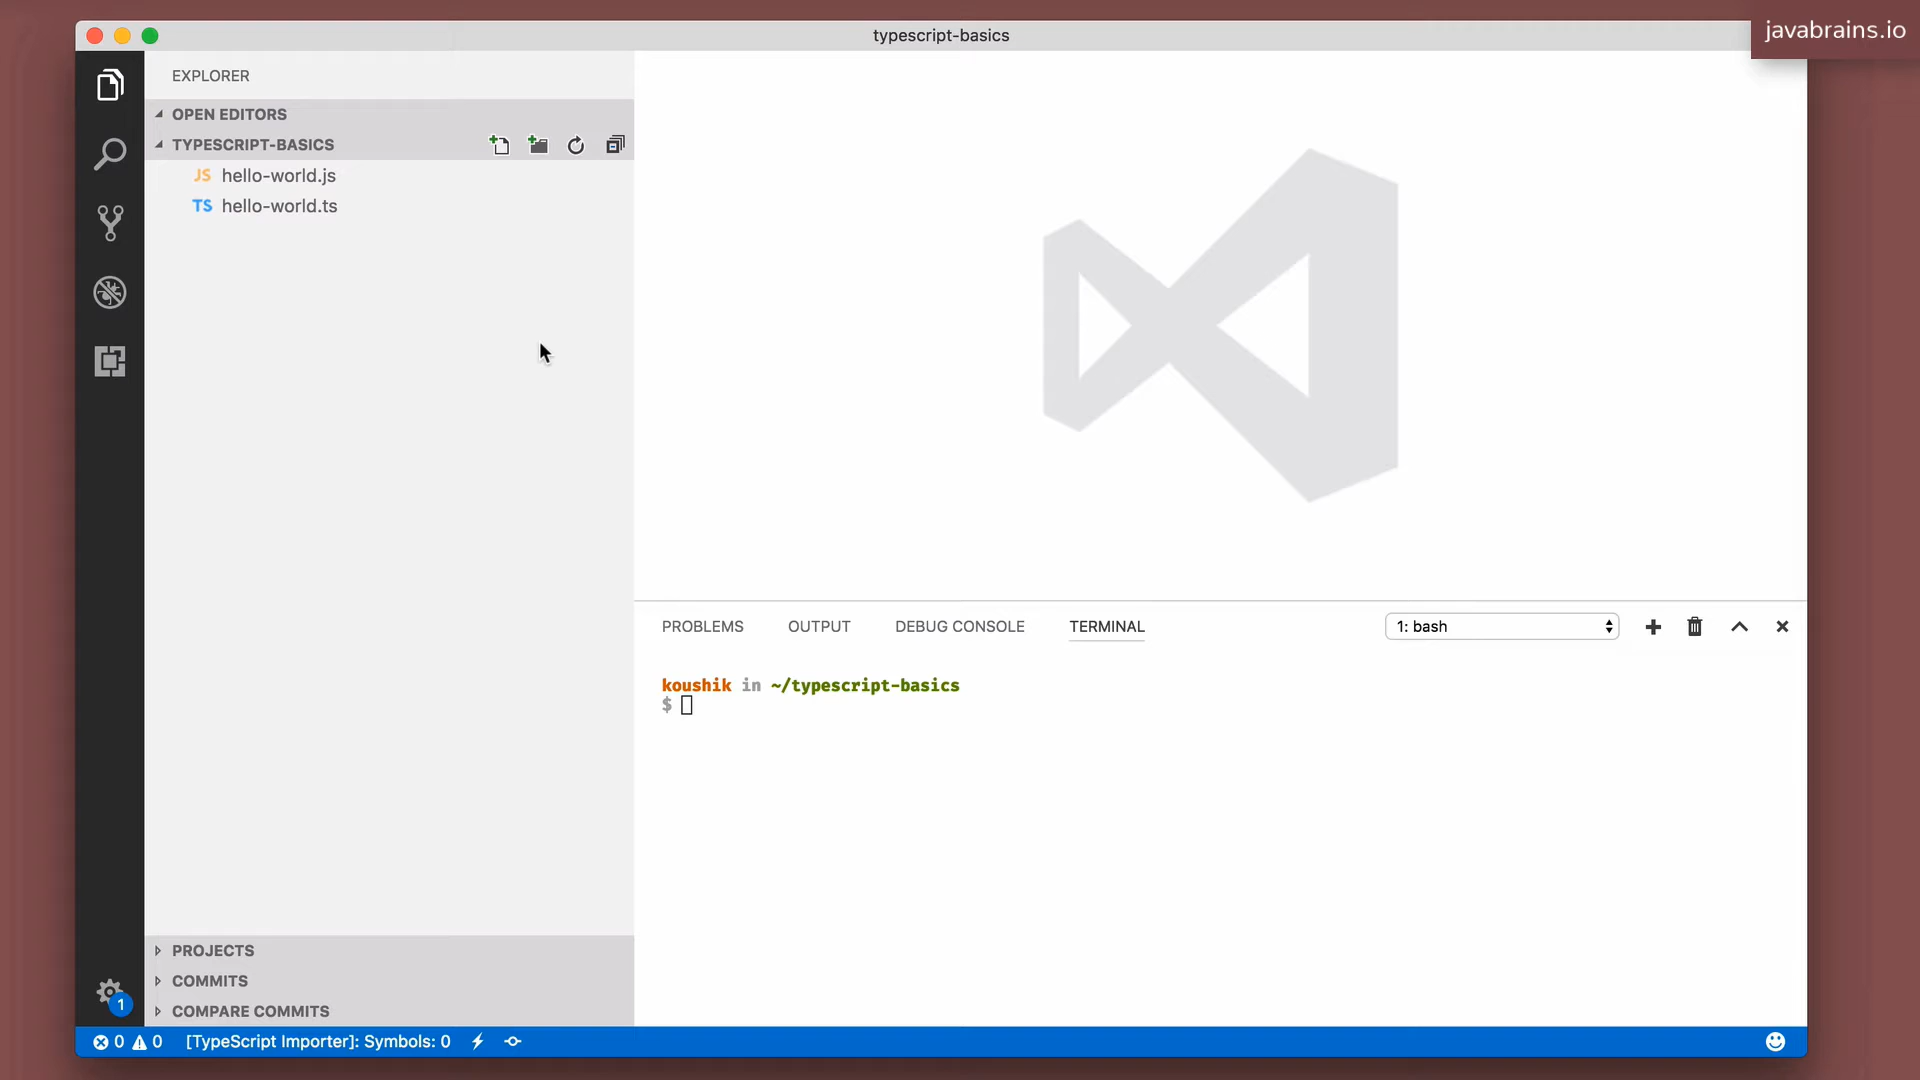 typescript-basics
javabrains.io
EXPLORER
OPEN EDITORS
TYPESCRIPT-BASICS
JS hello-world.js
TS hello-world.ts
PROBLEMS OUTPUT DEBUG CONSOLE TERMINAL 1: bash
koushik in ~/typescript-basics
$
PROJECTS
COMMITS
COMPARE COMMITS
1
0 0 [TypeScript Importer]: Symbols: 0